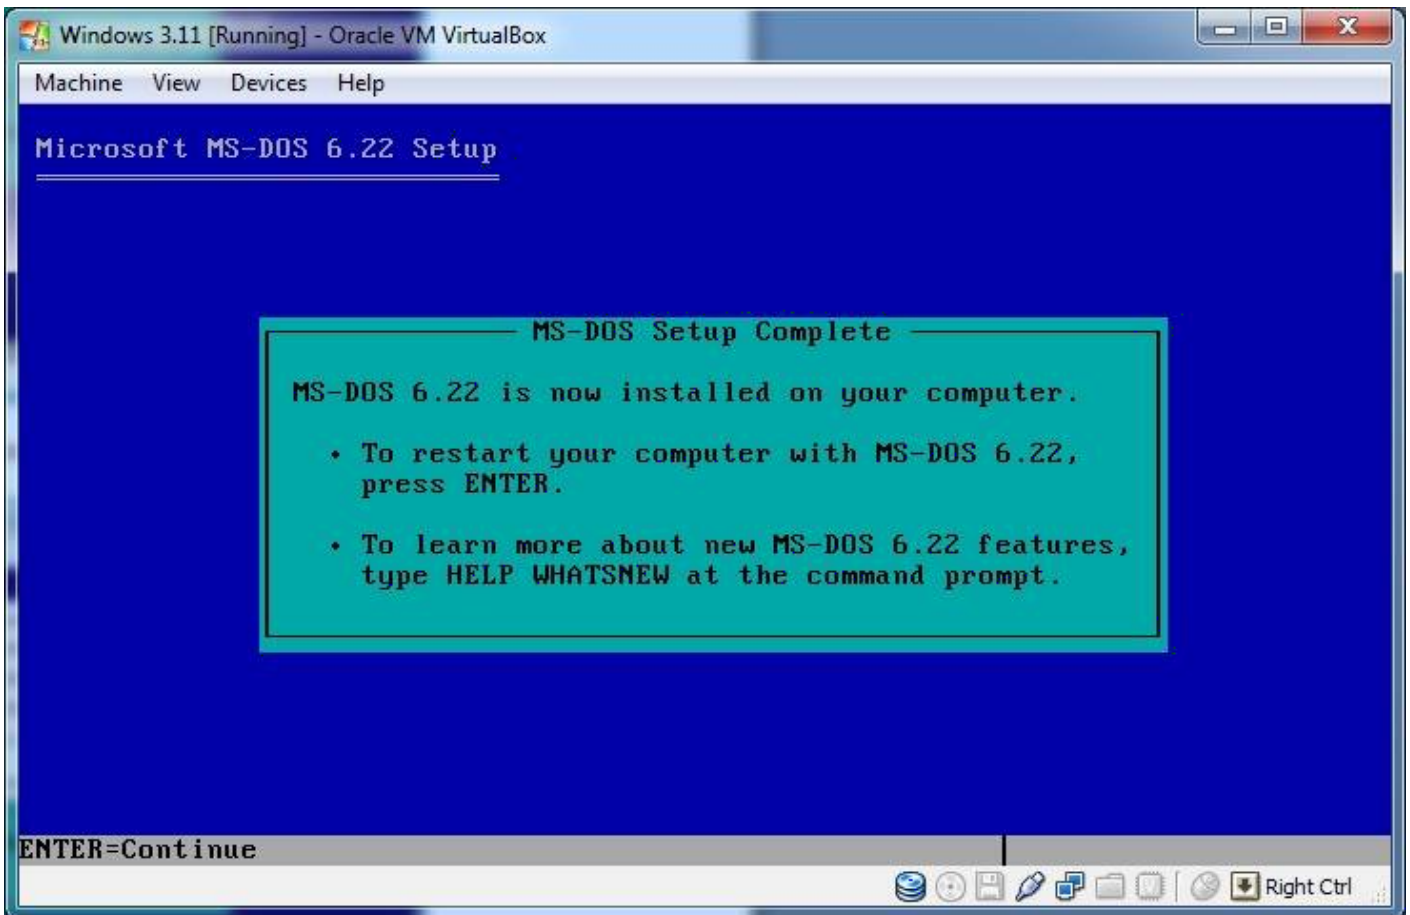 Windows 3.11 [Running] - Oracle VM VirtualBox
Machine View Devices Help
Microsoft MS-DOS 6.22 Setup
MS-DOS Setup Complete
MS-DOS 6.22 is now installed on your computer.
• To restart your computer with MS-DOS 6.22,
press ENTER.
• To learn more about new MS-DOS 6.22 features,
type HELP WHATSNEW at the command prompt.
ENTER=Continue
Right Ctrl